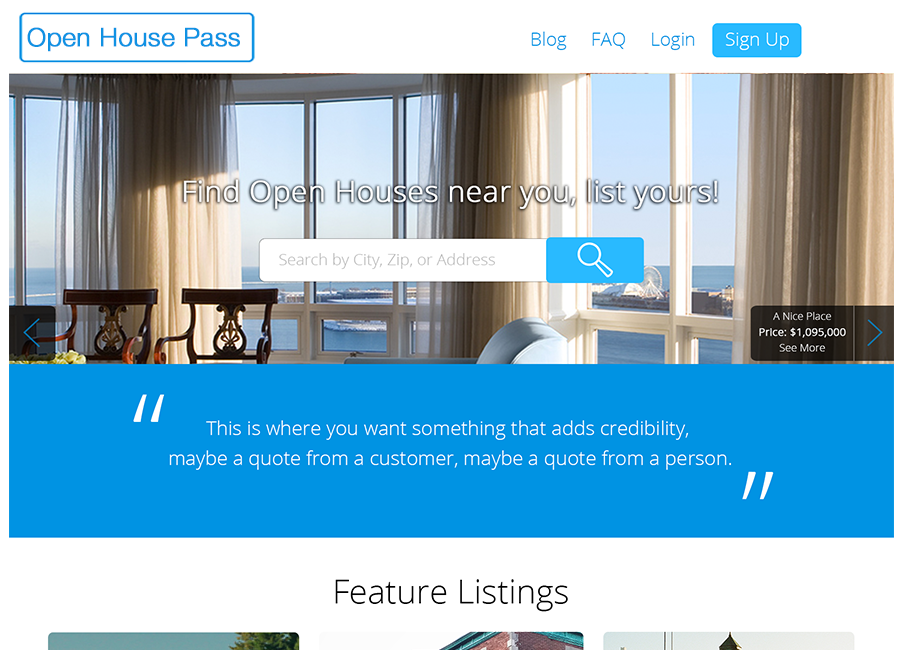 Open House Pass
Blog FAQ Login Sign Up
Find Open Houses near you, list yours!
Search by City, Zip, or Address
A Nice Place
Price: $1,095,000
See More
“
This is where you want something that adds credibility,
maybe a quote from a customer, maybe a quote from a person.
”
Feature Listings